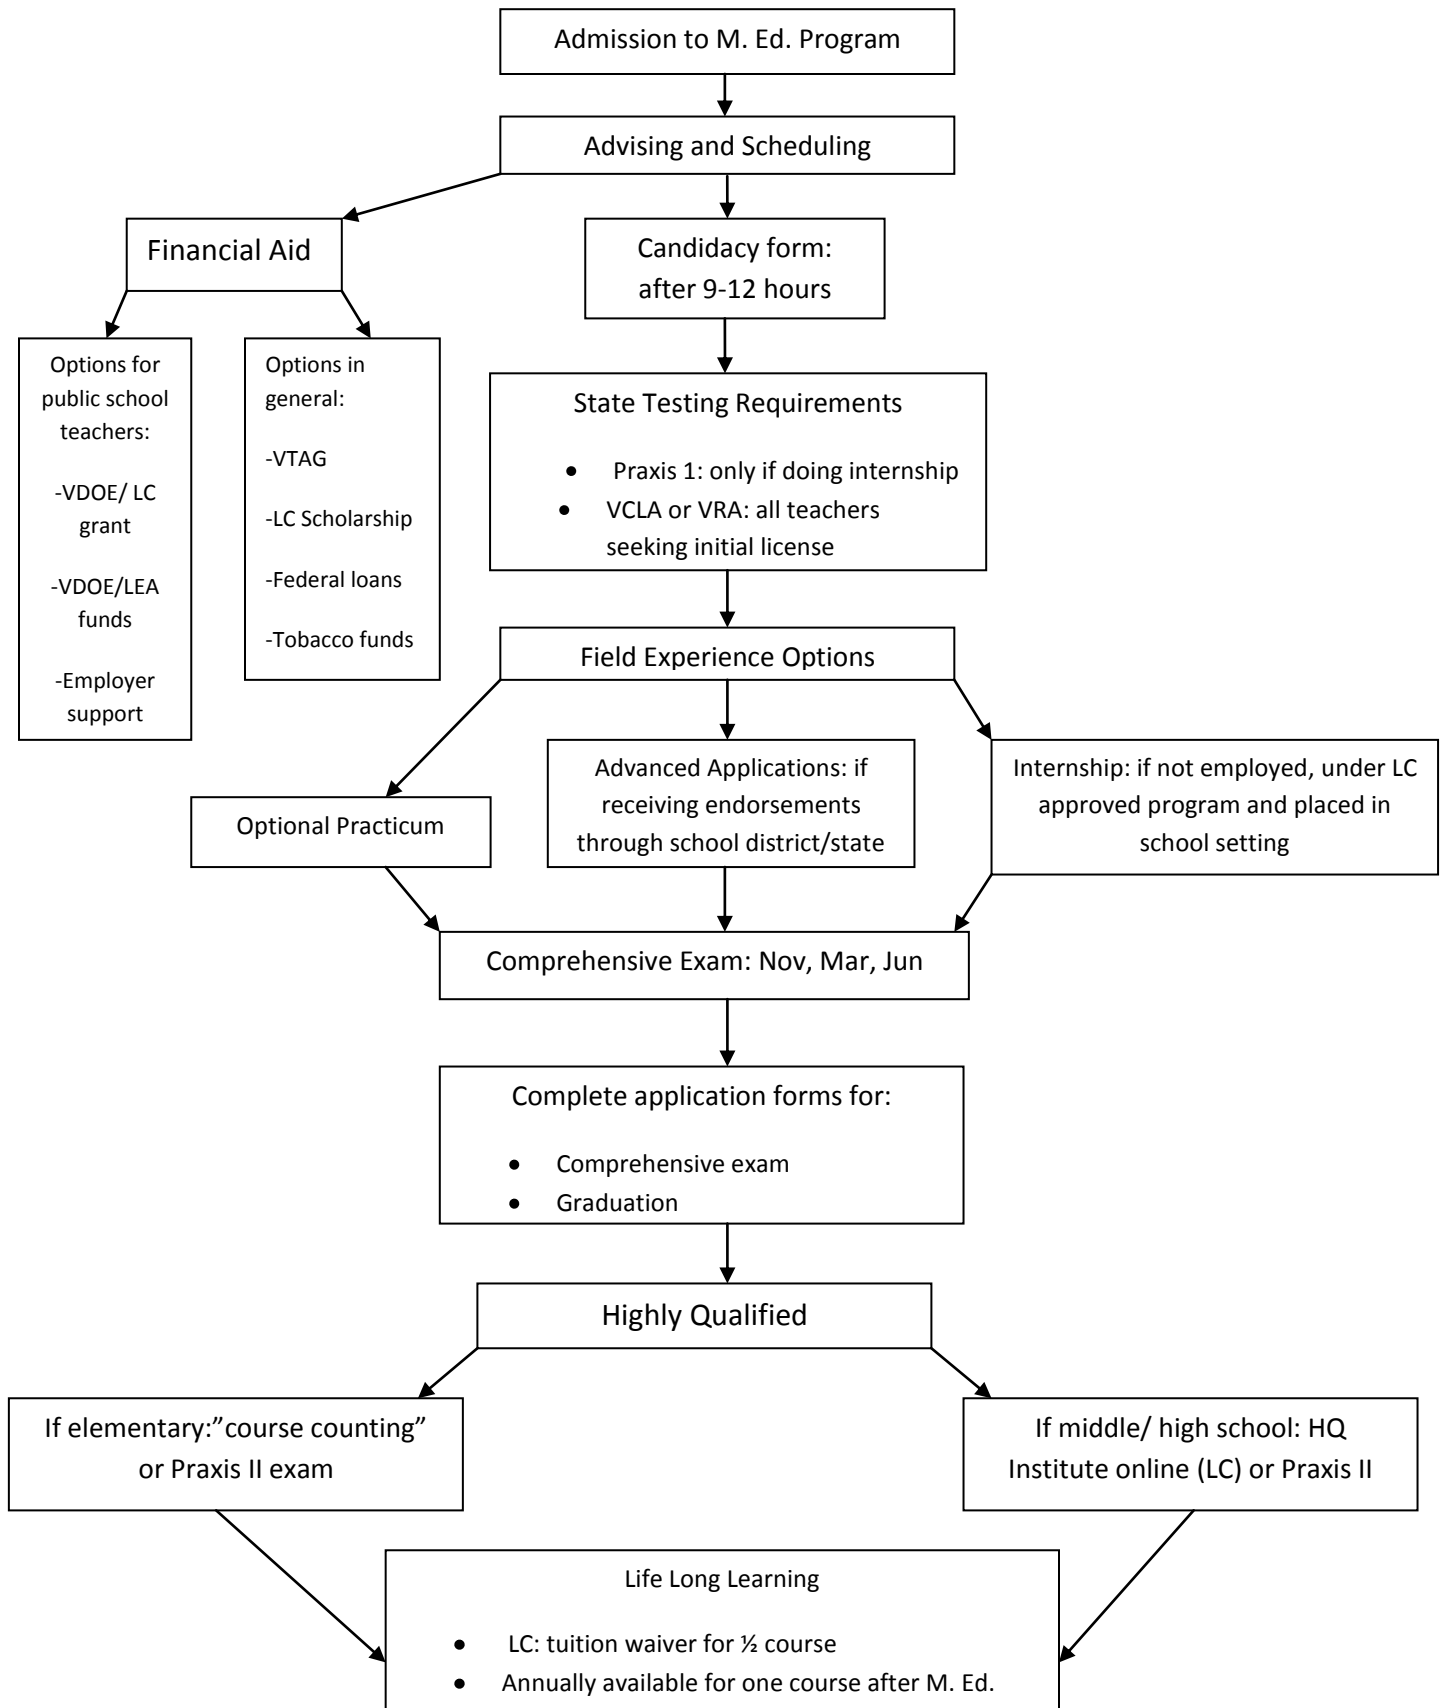 Admission to M. Ed. Program
Advising and Scheduling
Financial Aid
Candidacy form:
after 9-12 hours
Options for
public school
teachers:
-VDOE/ LC
grant
-VDOE/LEA
funds
-Employer
support
Options in
general:
-VTAG
-LC Scholarship
-Federal loans
-Tobacco funds
State Testing Requirements
• Praxis 1: only if doing internship
• VCLA or VRA: all teachers
seeking initial license
Field Experience Options
Optional Practicum
Advanced Applications: if
receiving endorsements
through school district/state
Internship: if not employed, under LC
approved program and placed in
school setting
Comprehensive Exam: Nov, Mar, Jun
Complete application forms for:
• Comprehensive exam
• Graduation
Highly Qualified
If elementary:”course counting”
or Praxis II exam
If middle/ high school: HQ
Institute online (LC) or Praxis II
Life Long Learning
• LC: tuition waiver for ½ course
• Annually available for one course after M. Ed.